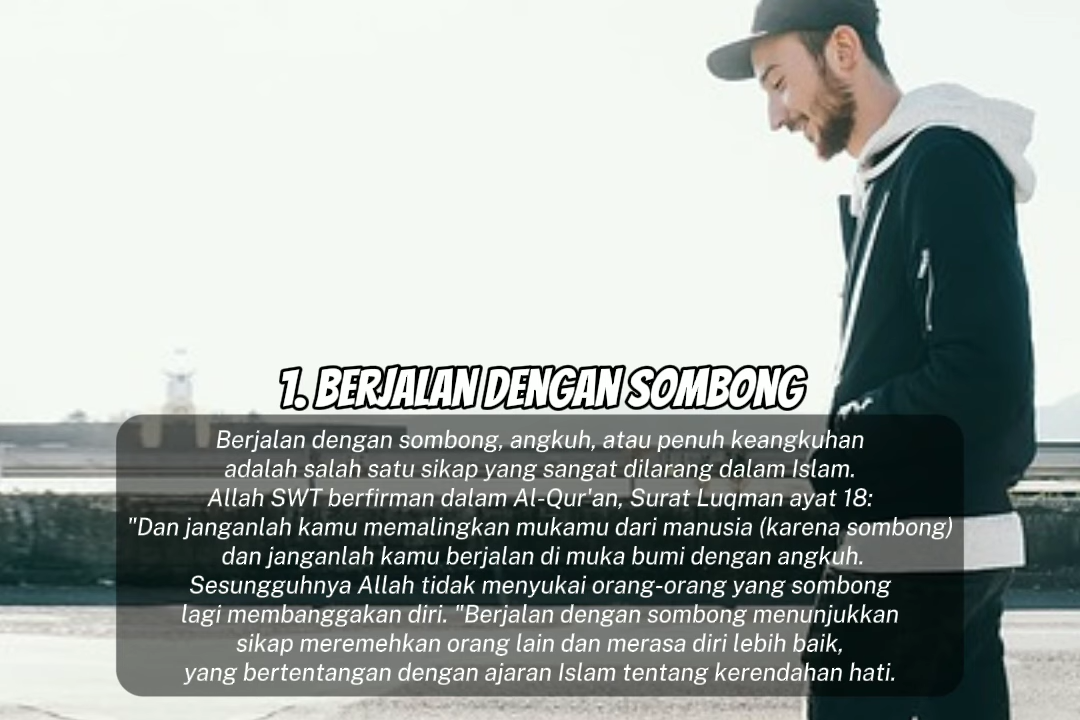 1. BERJALAN DENGAN SOMBONG
Berjalan dengan sombong, angkuh, atau penuh keangkuhan
adalah salah satu sikap yang sangat dilarang dalam Islam.
Allah SWT berfirman dalam Al-Qur'an, Surat Luqman ayat 18:
"Dan janganlah kamu memalingkan mukamu dari manusia (karena sombong)
dan janganlah kamu berjalan di muka bumi dengan angkuh.
Sesungguhnya Allah tidak menyukai orang-orang yang sombong
lagi membanggakan diri. "Berjalan dengan sombong menunjukkan
sikap meremehkan orang lain dan merasa diri lebih baik,
yang bertentangan dengan ajaran Islam tentang kerendahan hati.